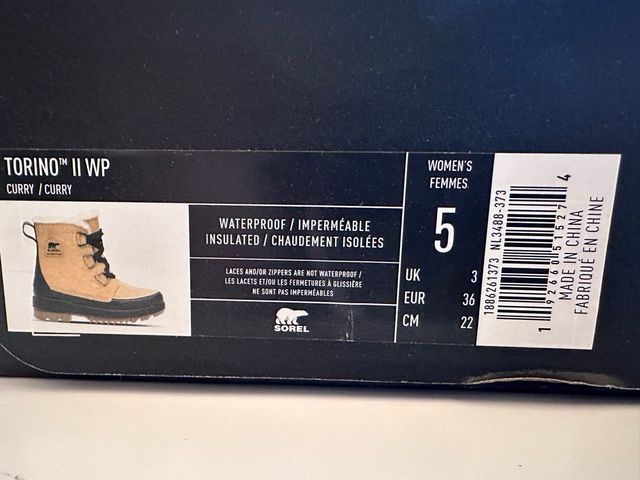 TORINO™ II WP
CURRY / CURRY
WATERPROOF / IMPERMÉABLE
INSULATED / CHAUDEMENT ISOLÉES
LACES AND/OR ZIPPERS ARE NOT WATERPROOF /
LES LACETS ET/OU LES FERMETURES À GLISSIÈRE
NE SONT PAS IMPERMÉABLES
SOREL
WOMEN'S
FEMMES
5
UK 3
EUR 36
CM 22
1886261373 NL3488-373
1 92660 51527 4
MADE IN CHINA
FABRIQUÉ EN CHINE
SOREL